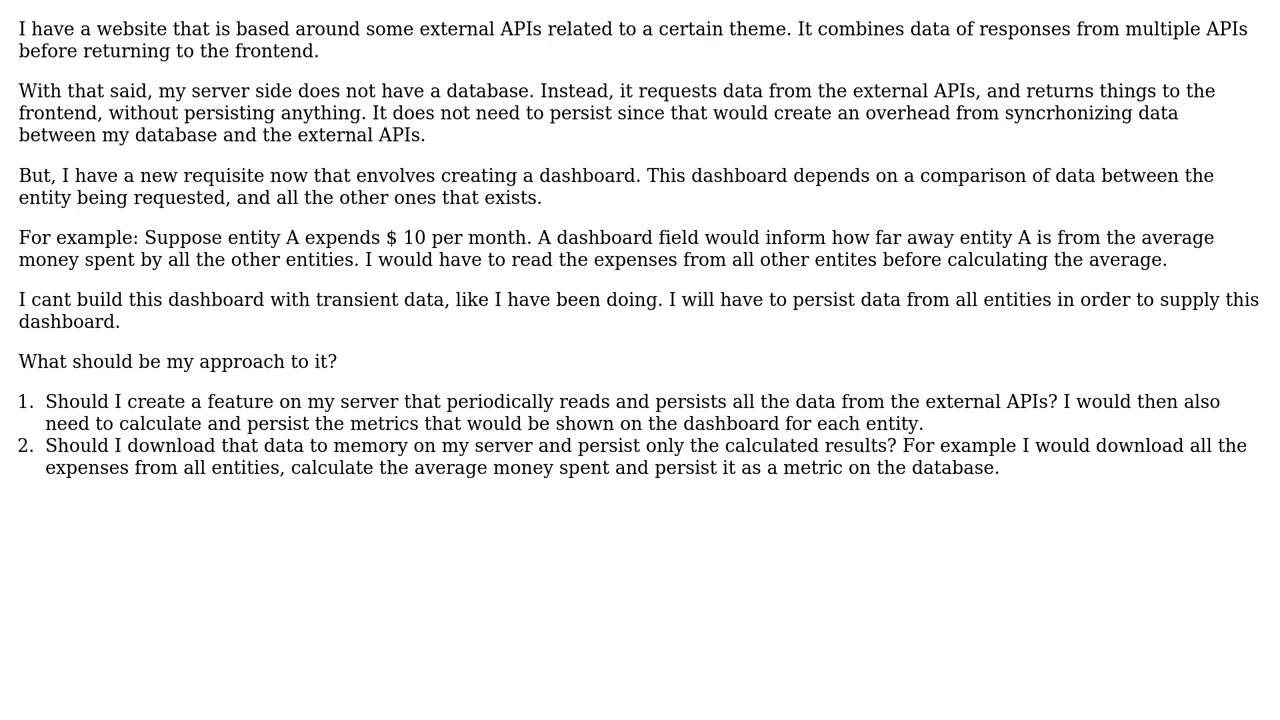 I have a website that is based around some external APIs related to a certain theme. It combines data of responses from multiple APIs
before returning to the frontend.
With that said, my server side does not have a database. Instead, it requests data from the external APIs, and returns things to the
frontend, without persisting anything. It does not need to persist since that would create an overhead from syncrhonizing data
between my database and the external APIs.
But, I have a new requisite now that envolves creating a dashboard. This dashboard depends on a comparison of data between the
entity being requested, and all the other ones that exists.
For example: Suppose entity A expends $ 10 per month. A dashboard field would inform how far away entity A is from the average
money spent by all the other entities. I would have to read the expenses from all other entites before calculating the average.
I cant build this dashboard with transient data, like I have been doing. I will have to persist data from all entities in order to supply this
dashboard.
What should be my approach to it?
1. Should I create a feature on my server that periodically reads and persists all the data from the external APIs? I would then also
need to calculate and persist the metrics that would be shown on the dashboard for each entity.
2. Should I download that data to memory on my server and persist only the calculated results? For example I would download all the
expenses from all entities, calculate the average money spent and persist it as a metric on the database.